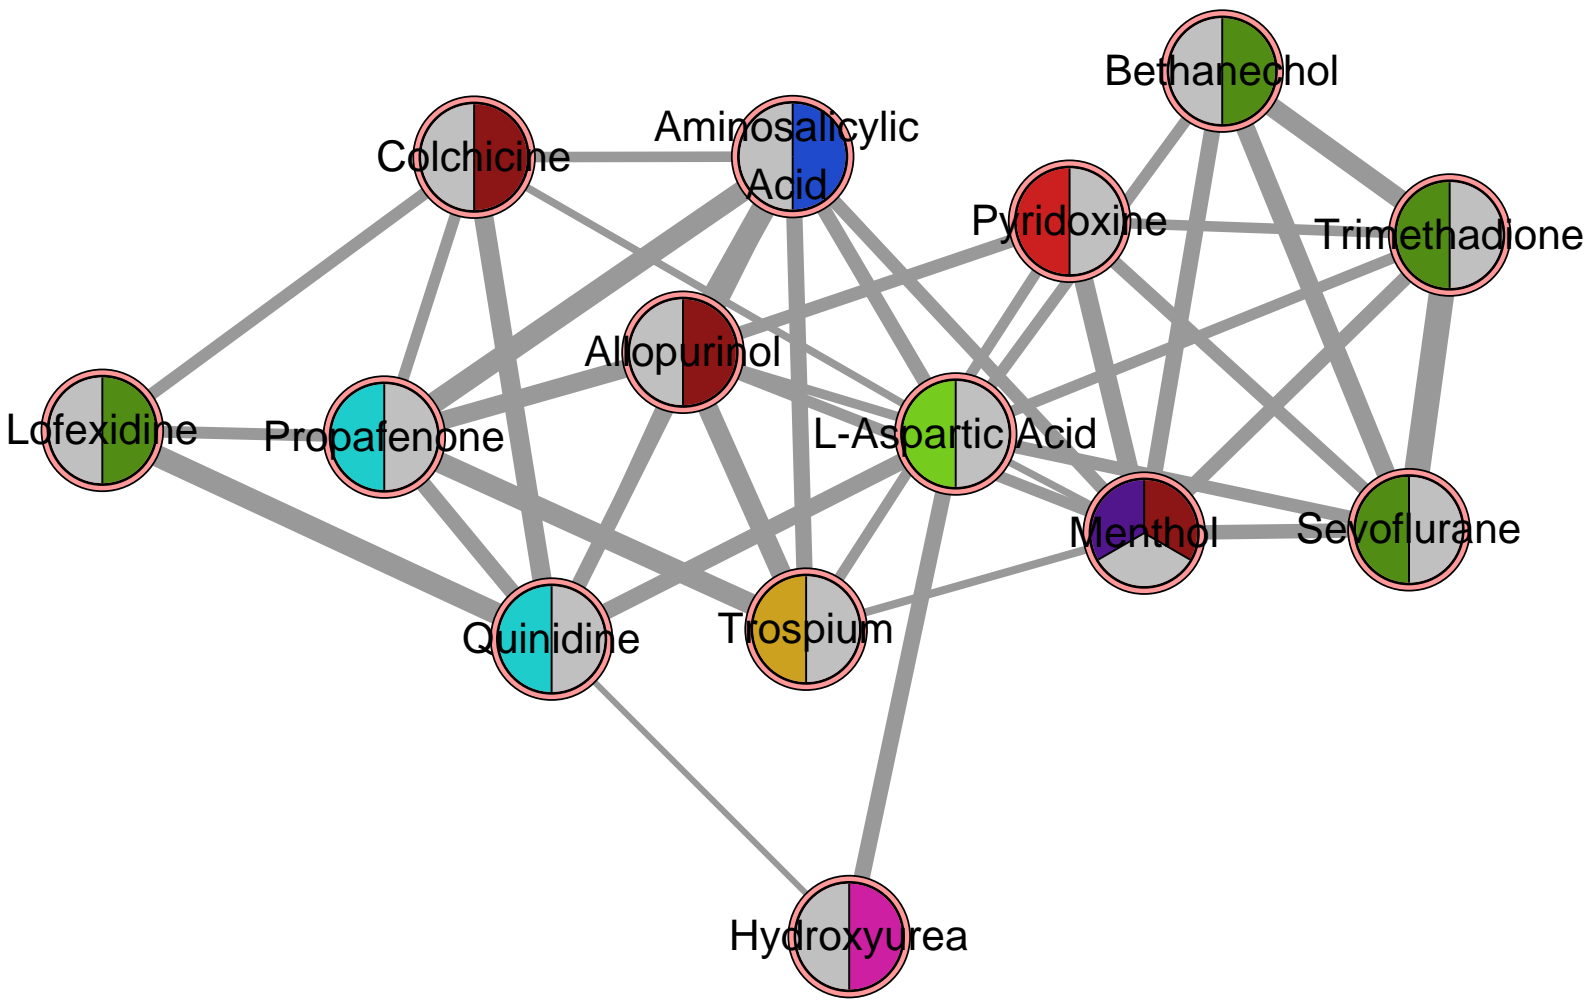 Bethanechol
Aminosalicylic
Acid
Colchicine
Pyridoxine
Trimethadione
Allopurinol
Lofexidine
Propafenone
L-Aspartic Acid
Menthol
Sevoflurane
Quinidine
Trospium
Hydroxyurea